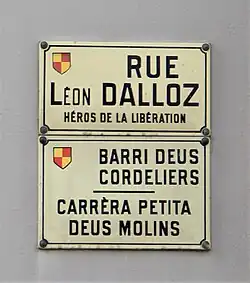 RUE
LÉON DALLOZ
HÉROS DE LA LIBÉRATION
BARRI DEUS
CORDELIERS
CARRÈRA PETITA
DEUS MOLINS